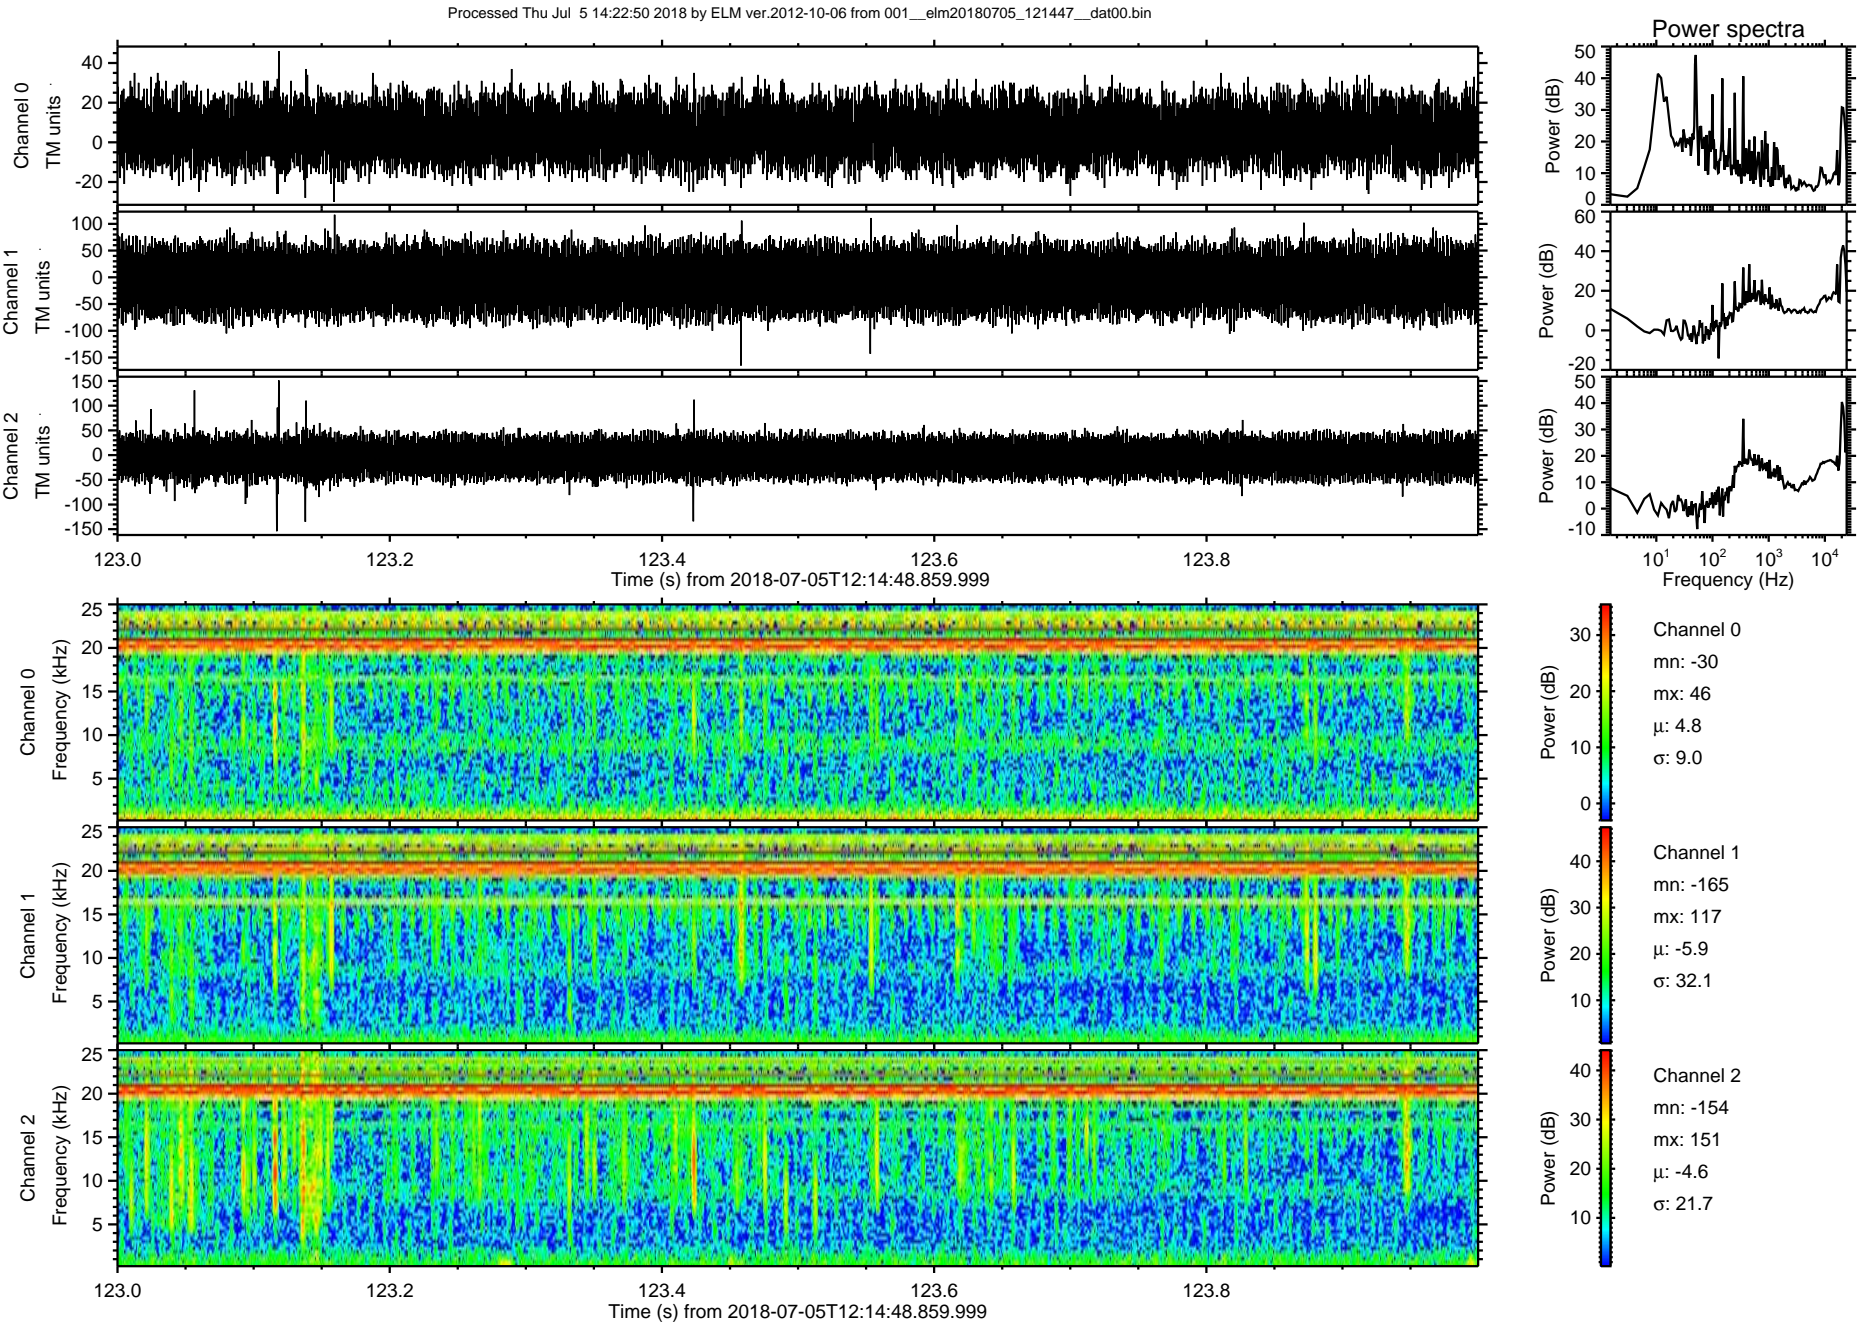 Processed Thu Jul 5 14:22:50 2018 by ELM ver.2012-10-06 from 001__elm20180705_121447__dat00.bin
Power spectra
Channel 0
TM units
40
20
0
-20
Power (dB)
50
40
30
20
10
0
Channel 1
TM units
100
50
0
-50
-100
-150
Power (dB)
60
40
20
0
-20
Channel 2
TM units
150
100
50
0
-50
-100
-150
Power (dB)
50
40
30
20
10
0
-10
123.0 123.2 123.4 123.6 123.8
Time (s) from 2018-07-05T12:14:48.859.999
10^1 10^2 10^3 10^4
Frequency (Hz)
Channel 0
Frequency (kHz)
25
20
15
10
5
Power (dB)
30
20
10
0
Channel 0
mn: -30
mx: 46
μ: 4.8
σ: 9.0
Channel 1
Frequency (kHz)
25
20
15
10
5
Power (dB)
40
30
20
10
Channel 1
mn: -165
mx: 117
μ: -5.9
σ: 32.1
Channel 2
Frequency (kHz)
25
20
15
10
5
Power (dB)
40
30
20
10
Channel 2
mn: -154
mx: 151
μ: -4.6
σ: 21.7
123.0 123.2 123.4 123.6 123.8
Time (s) from 2018-07-05T12:14:48.859.999